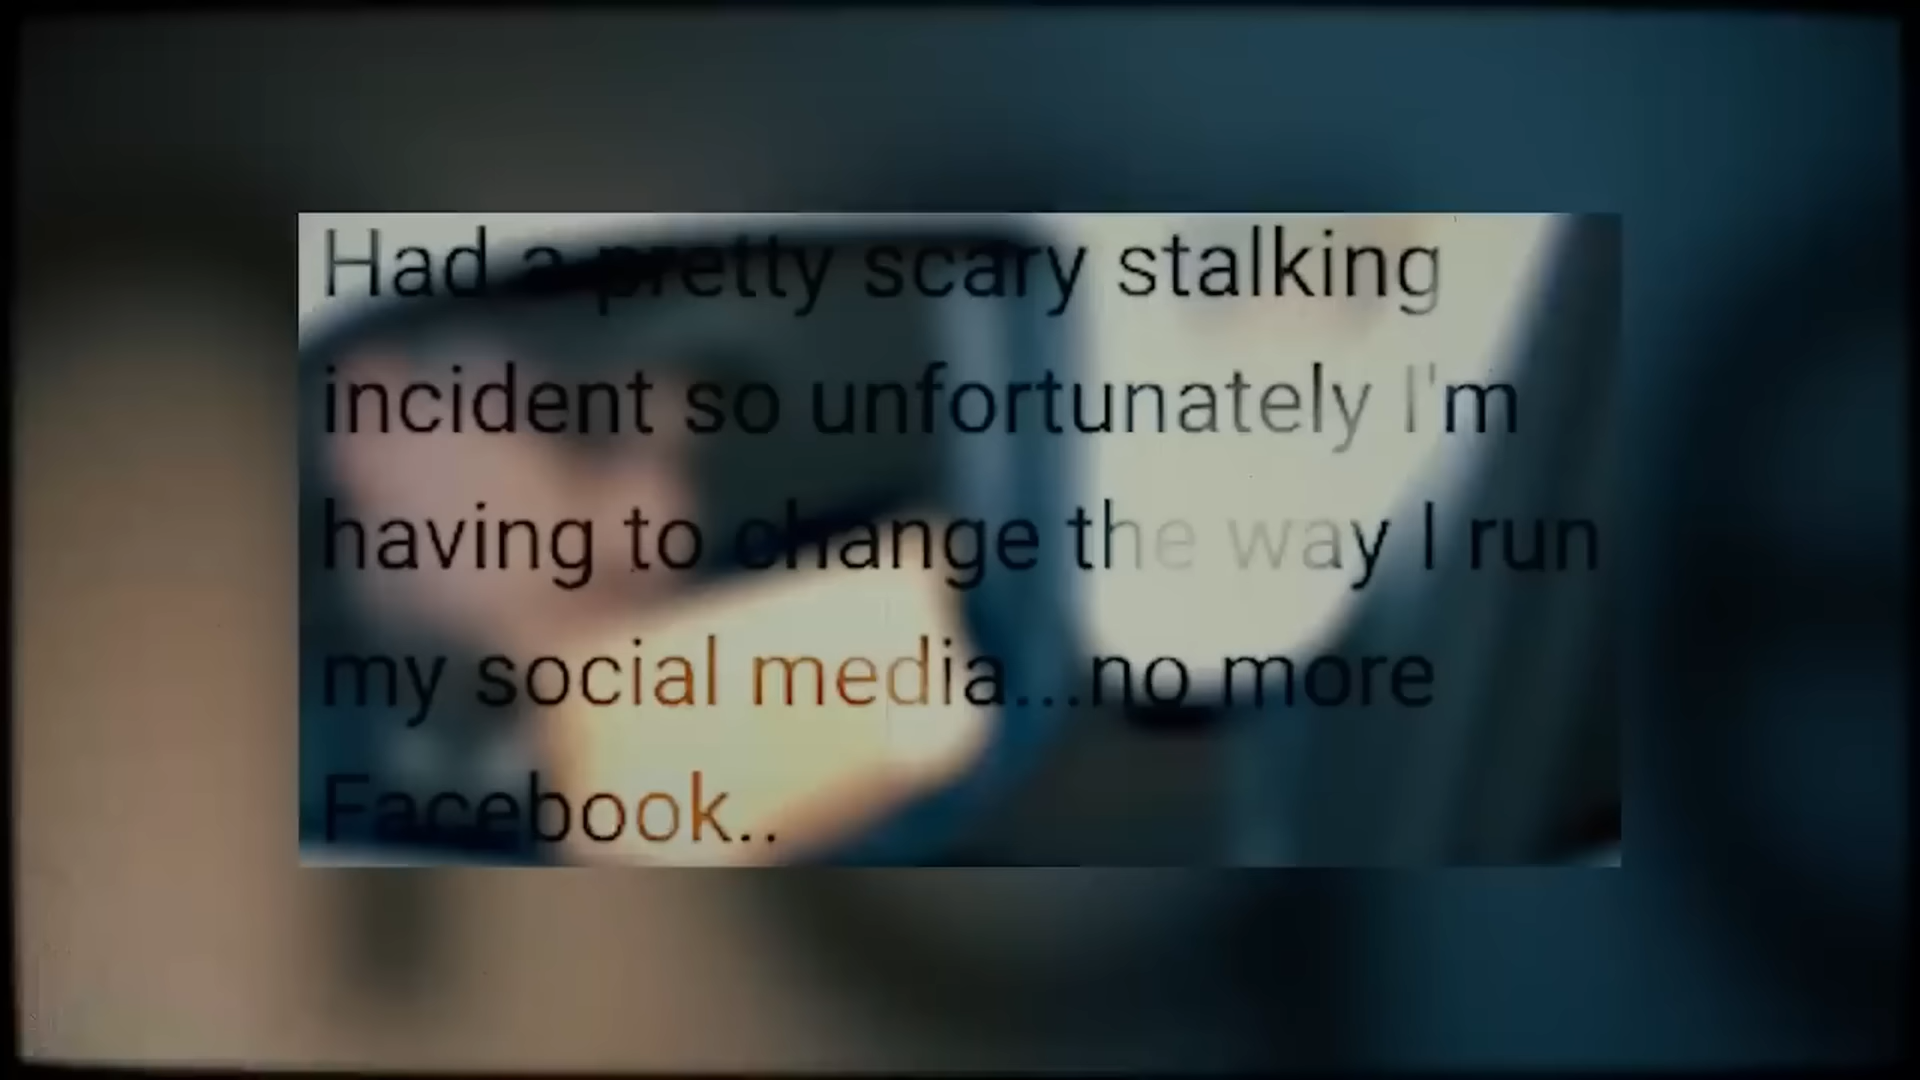 Had a pretty scary stalking
incident so unfortunately I'm
having to change the way I run
my social media...no more
Facebook..